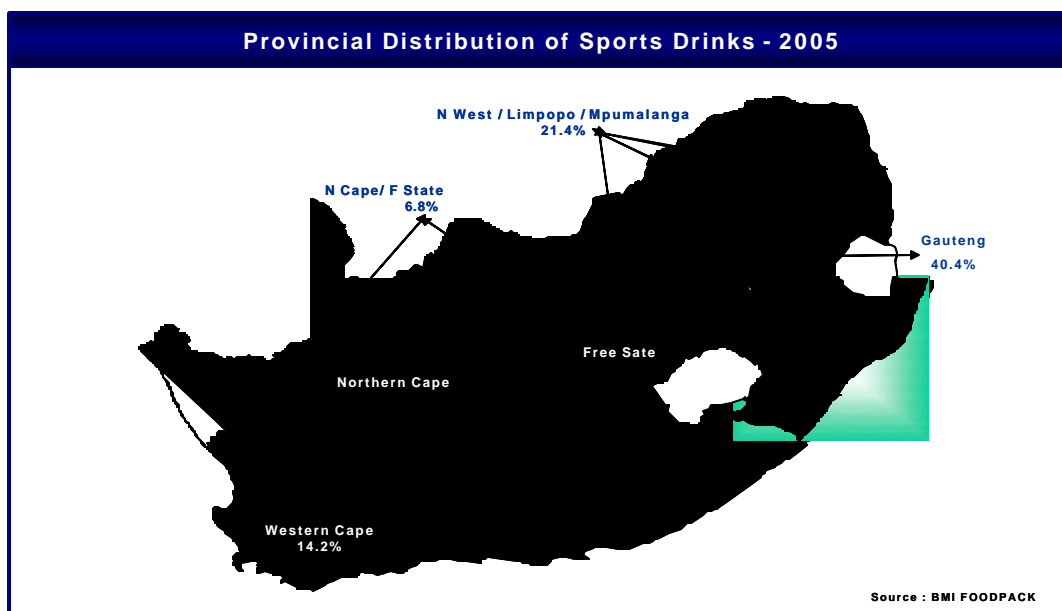 Provincial Distribution of Sports Drinks - 2005
N West / Limpopo / Mpumalanga
21.4%
N Cape/ F State
6.8%
Gauteng
40.4%
Free Sate
Northern Cape
Western Cape
14.2%
Source : BMI FOODPACK